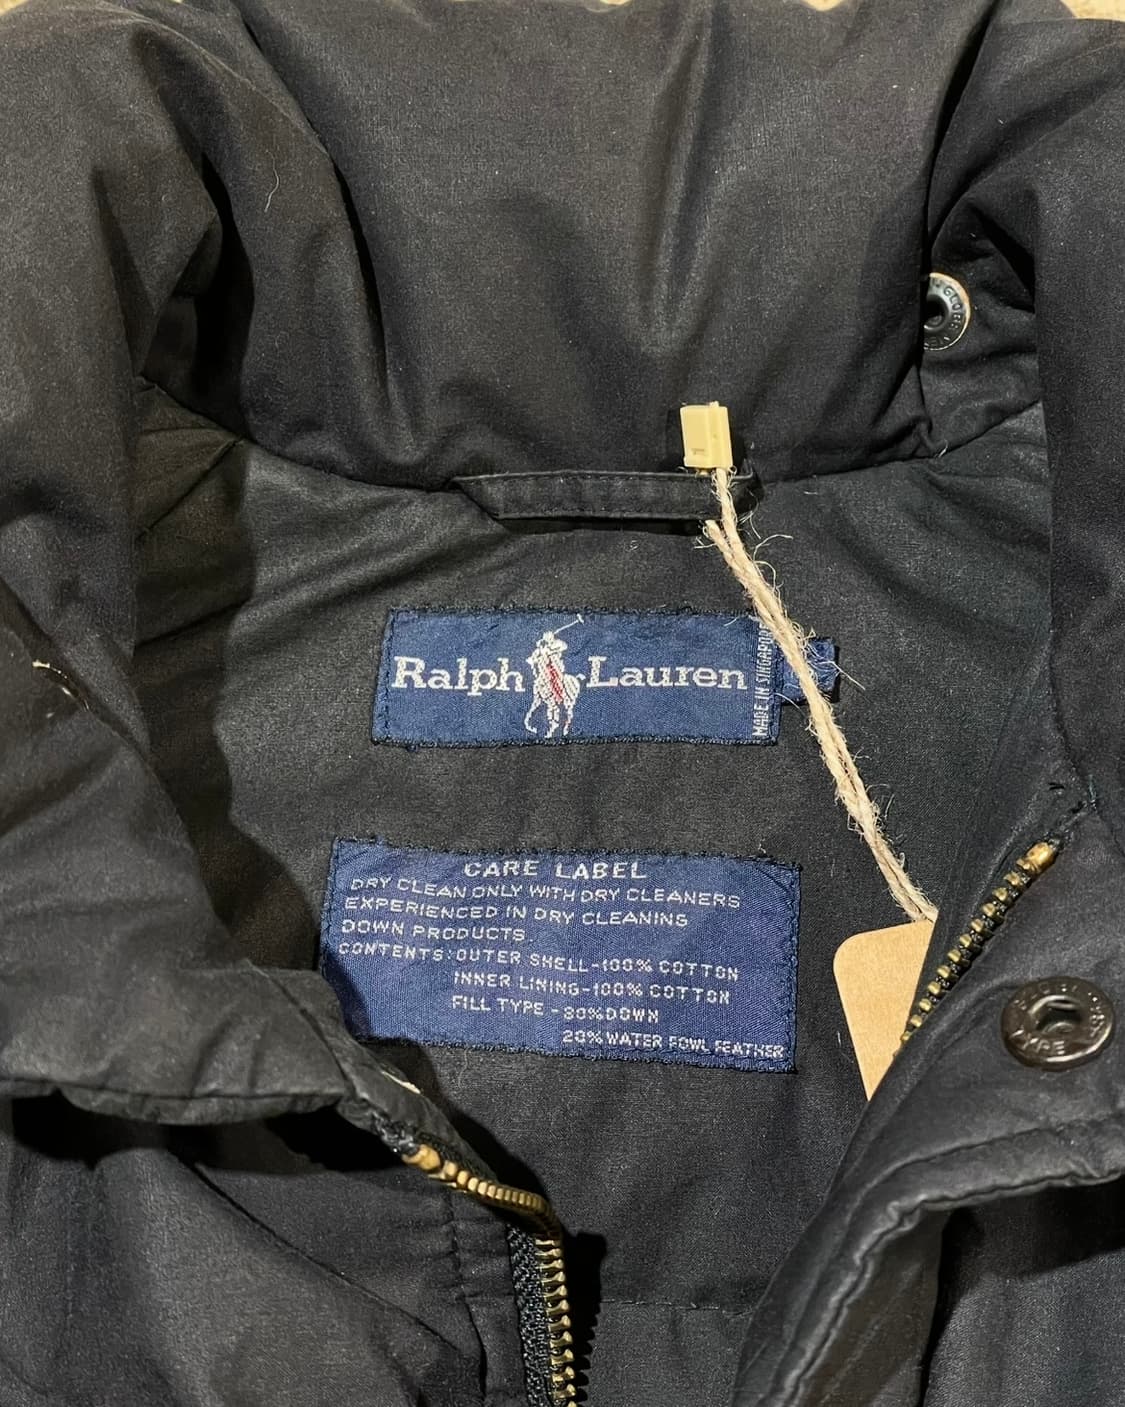 Ralph Lauren
MADE IN SINGAPORE
CARE LABEL
DRY CLEAN ONLY WITH DRY CLEANERS
EXPERIENCED IN DRY CLEANING
DOWN PRODUCTS.
CONTENTS: OUTER SHELL-100% COTTON
INNER LINING-100% COTTON
FILL TYPE - 80% DOWN
20% WATER FOWL FEATHER